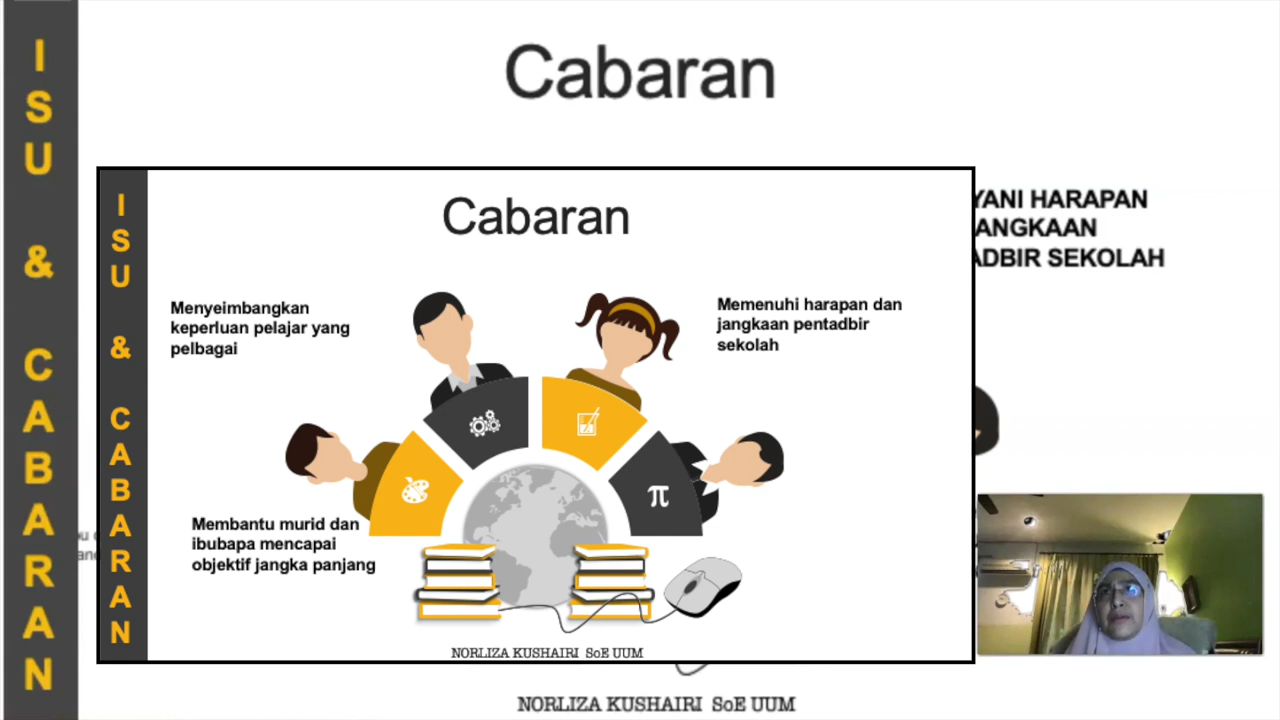 Cabaran
ISU & CABARAN
YANI HARAPAN
ANGKAAN
ADBIR SEKOLAH
ISU & CABARAN
Cabaran
Menyeimbangkan
keperluan pelajar yang
pelbagai
Memenuhi harapan dan
jangkaan pentadbir
sekolah
π
Membantu murid dan
ibubapa mencapai
objektif jangka panjang
NORLIZA KUSHAIRI SoE UUM
NORLIZA KUSHAIRI SoE UUM